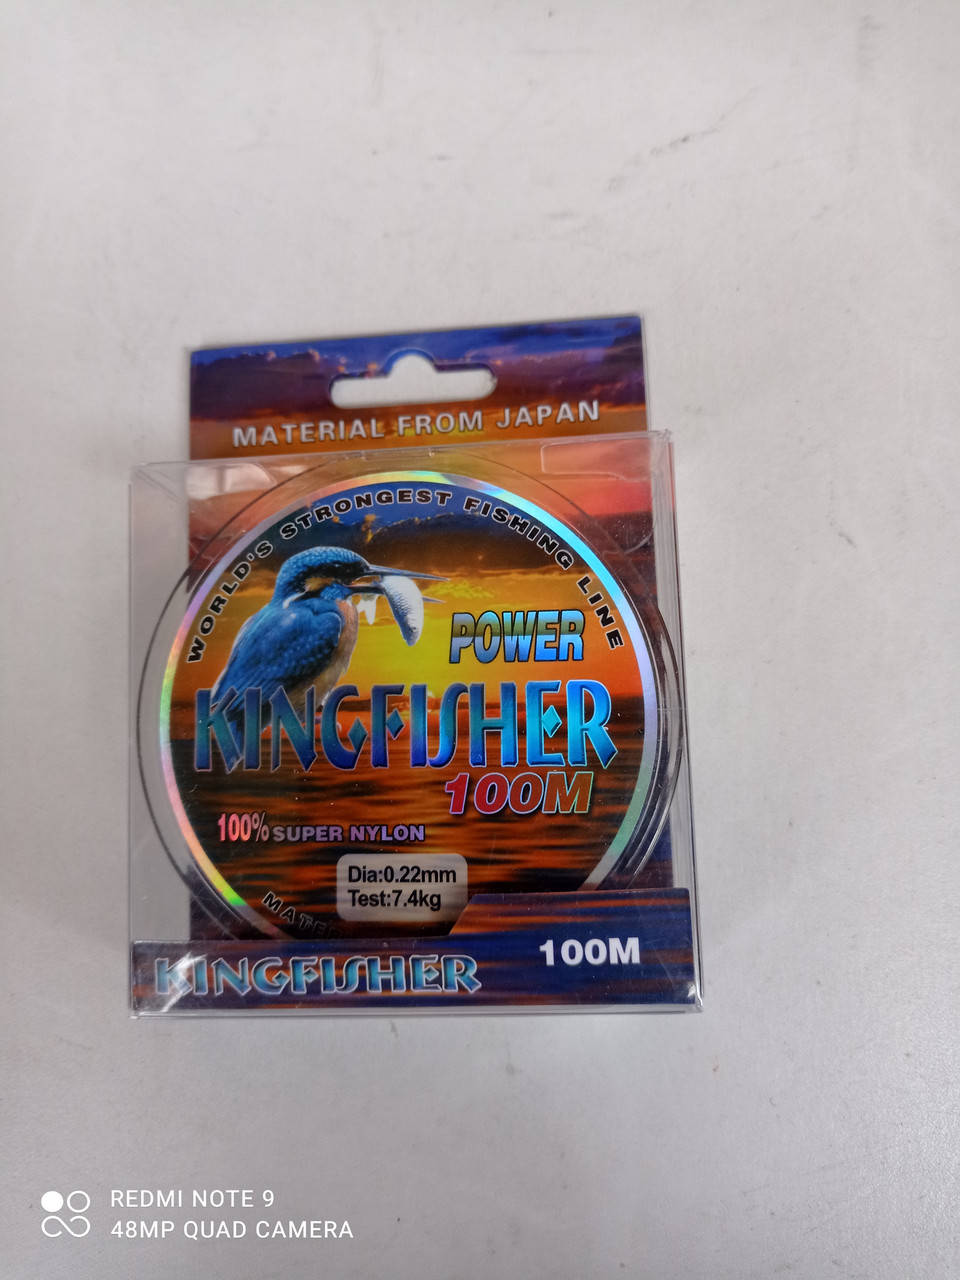 MATERIAL FROM JAPAN
WORLD'S STRONGEST FISHING LINE
POWER
KINGFISHER
100M
100% SUPER NYLON
Dia:0.22mm
Test:7.4kg
KINGFISHER
100M
REDMI NOTE 9
48MP QUAD CAMERA